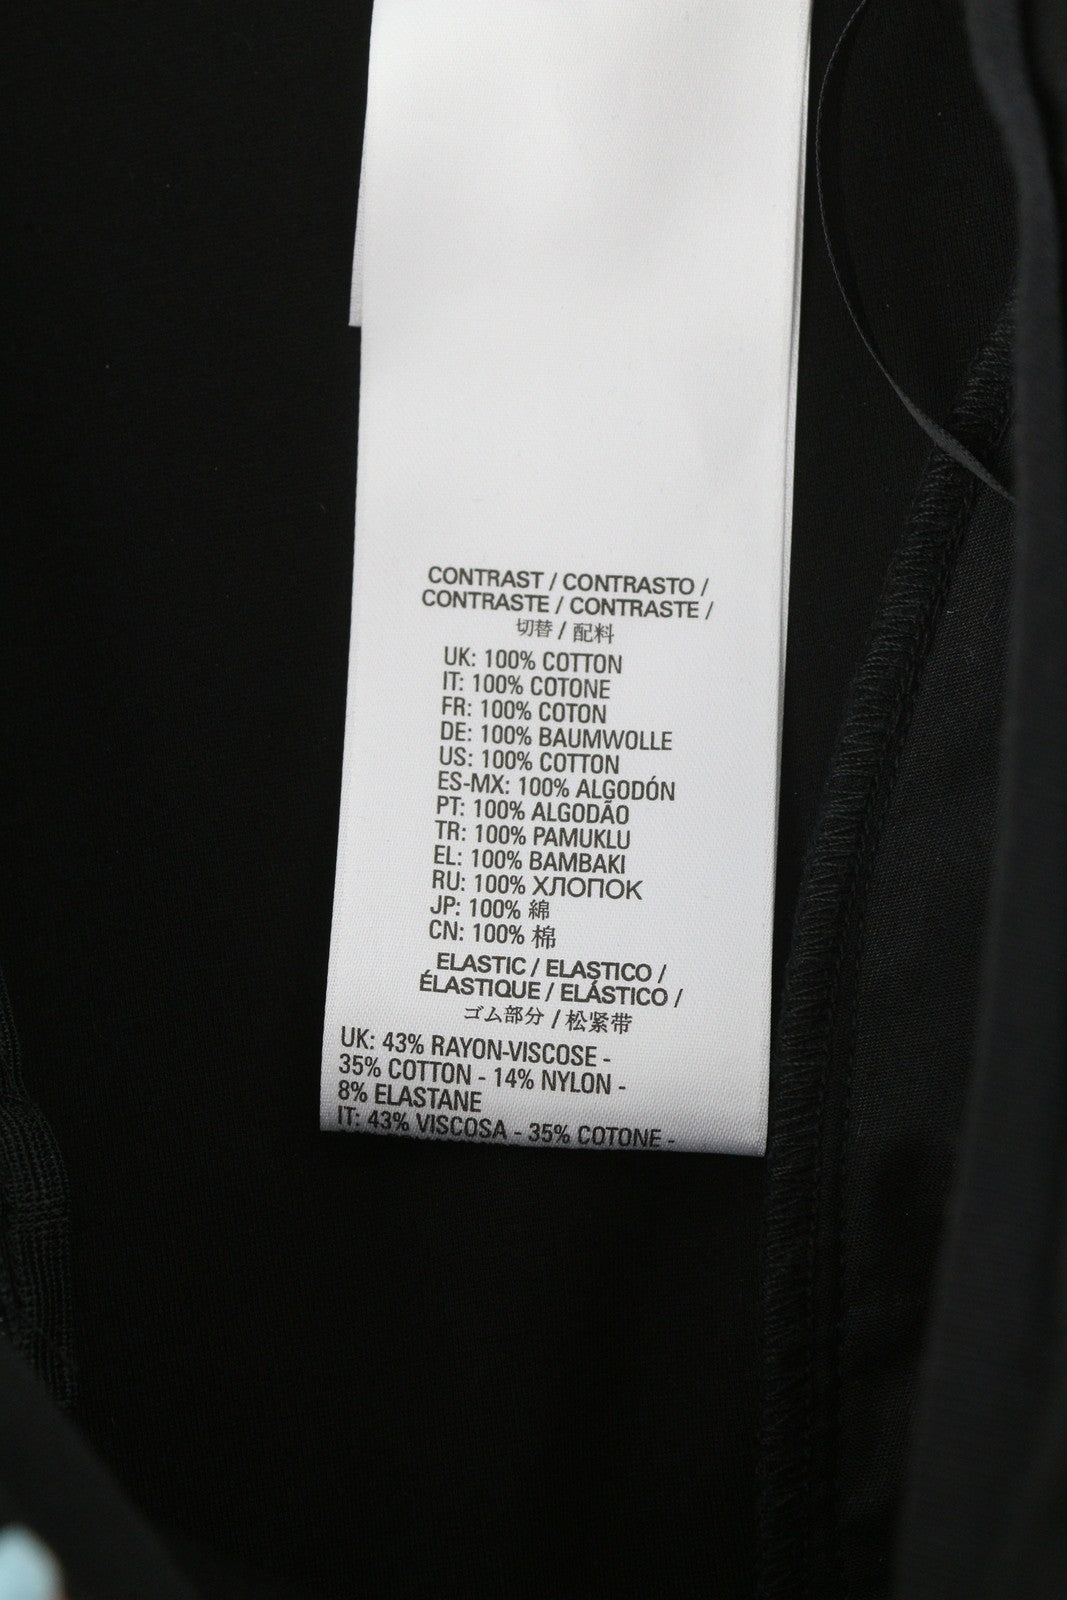 CONTRAST / CONTRASTO /
CONTRASTE / CONTRASTE /
切替 / 配料
UK: 100% COTTON
IT: 100% COTONE
FR: 100% COTON
DE: 100% BAUMWOLLE
US: 100% COTTON
ES-MX: 100% ALGODÓN
PT: 100% ALGODÃO
TR: 100% PAMUKLU
EL: 100% BAMBAKI
RU: 100% ХЛОПОК
JP: 100% 綿
CN: 100% 棉
ELASTIC / ELASTICO /
ÉLASTIQUE / ELÁSTICO /
ゴム部分 / 松紧带
UK: 43% RAYON-VISCOSE -
35% COTTON - 14% NYLON -
8% ELASTANE
IT: 43% VISCOSA - 35% COTONE -